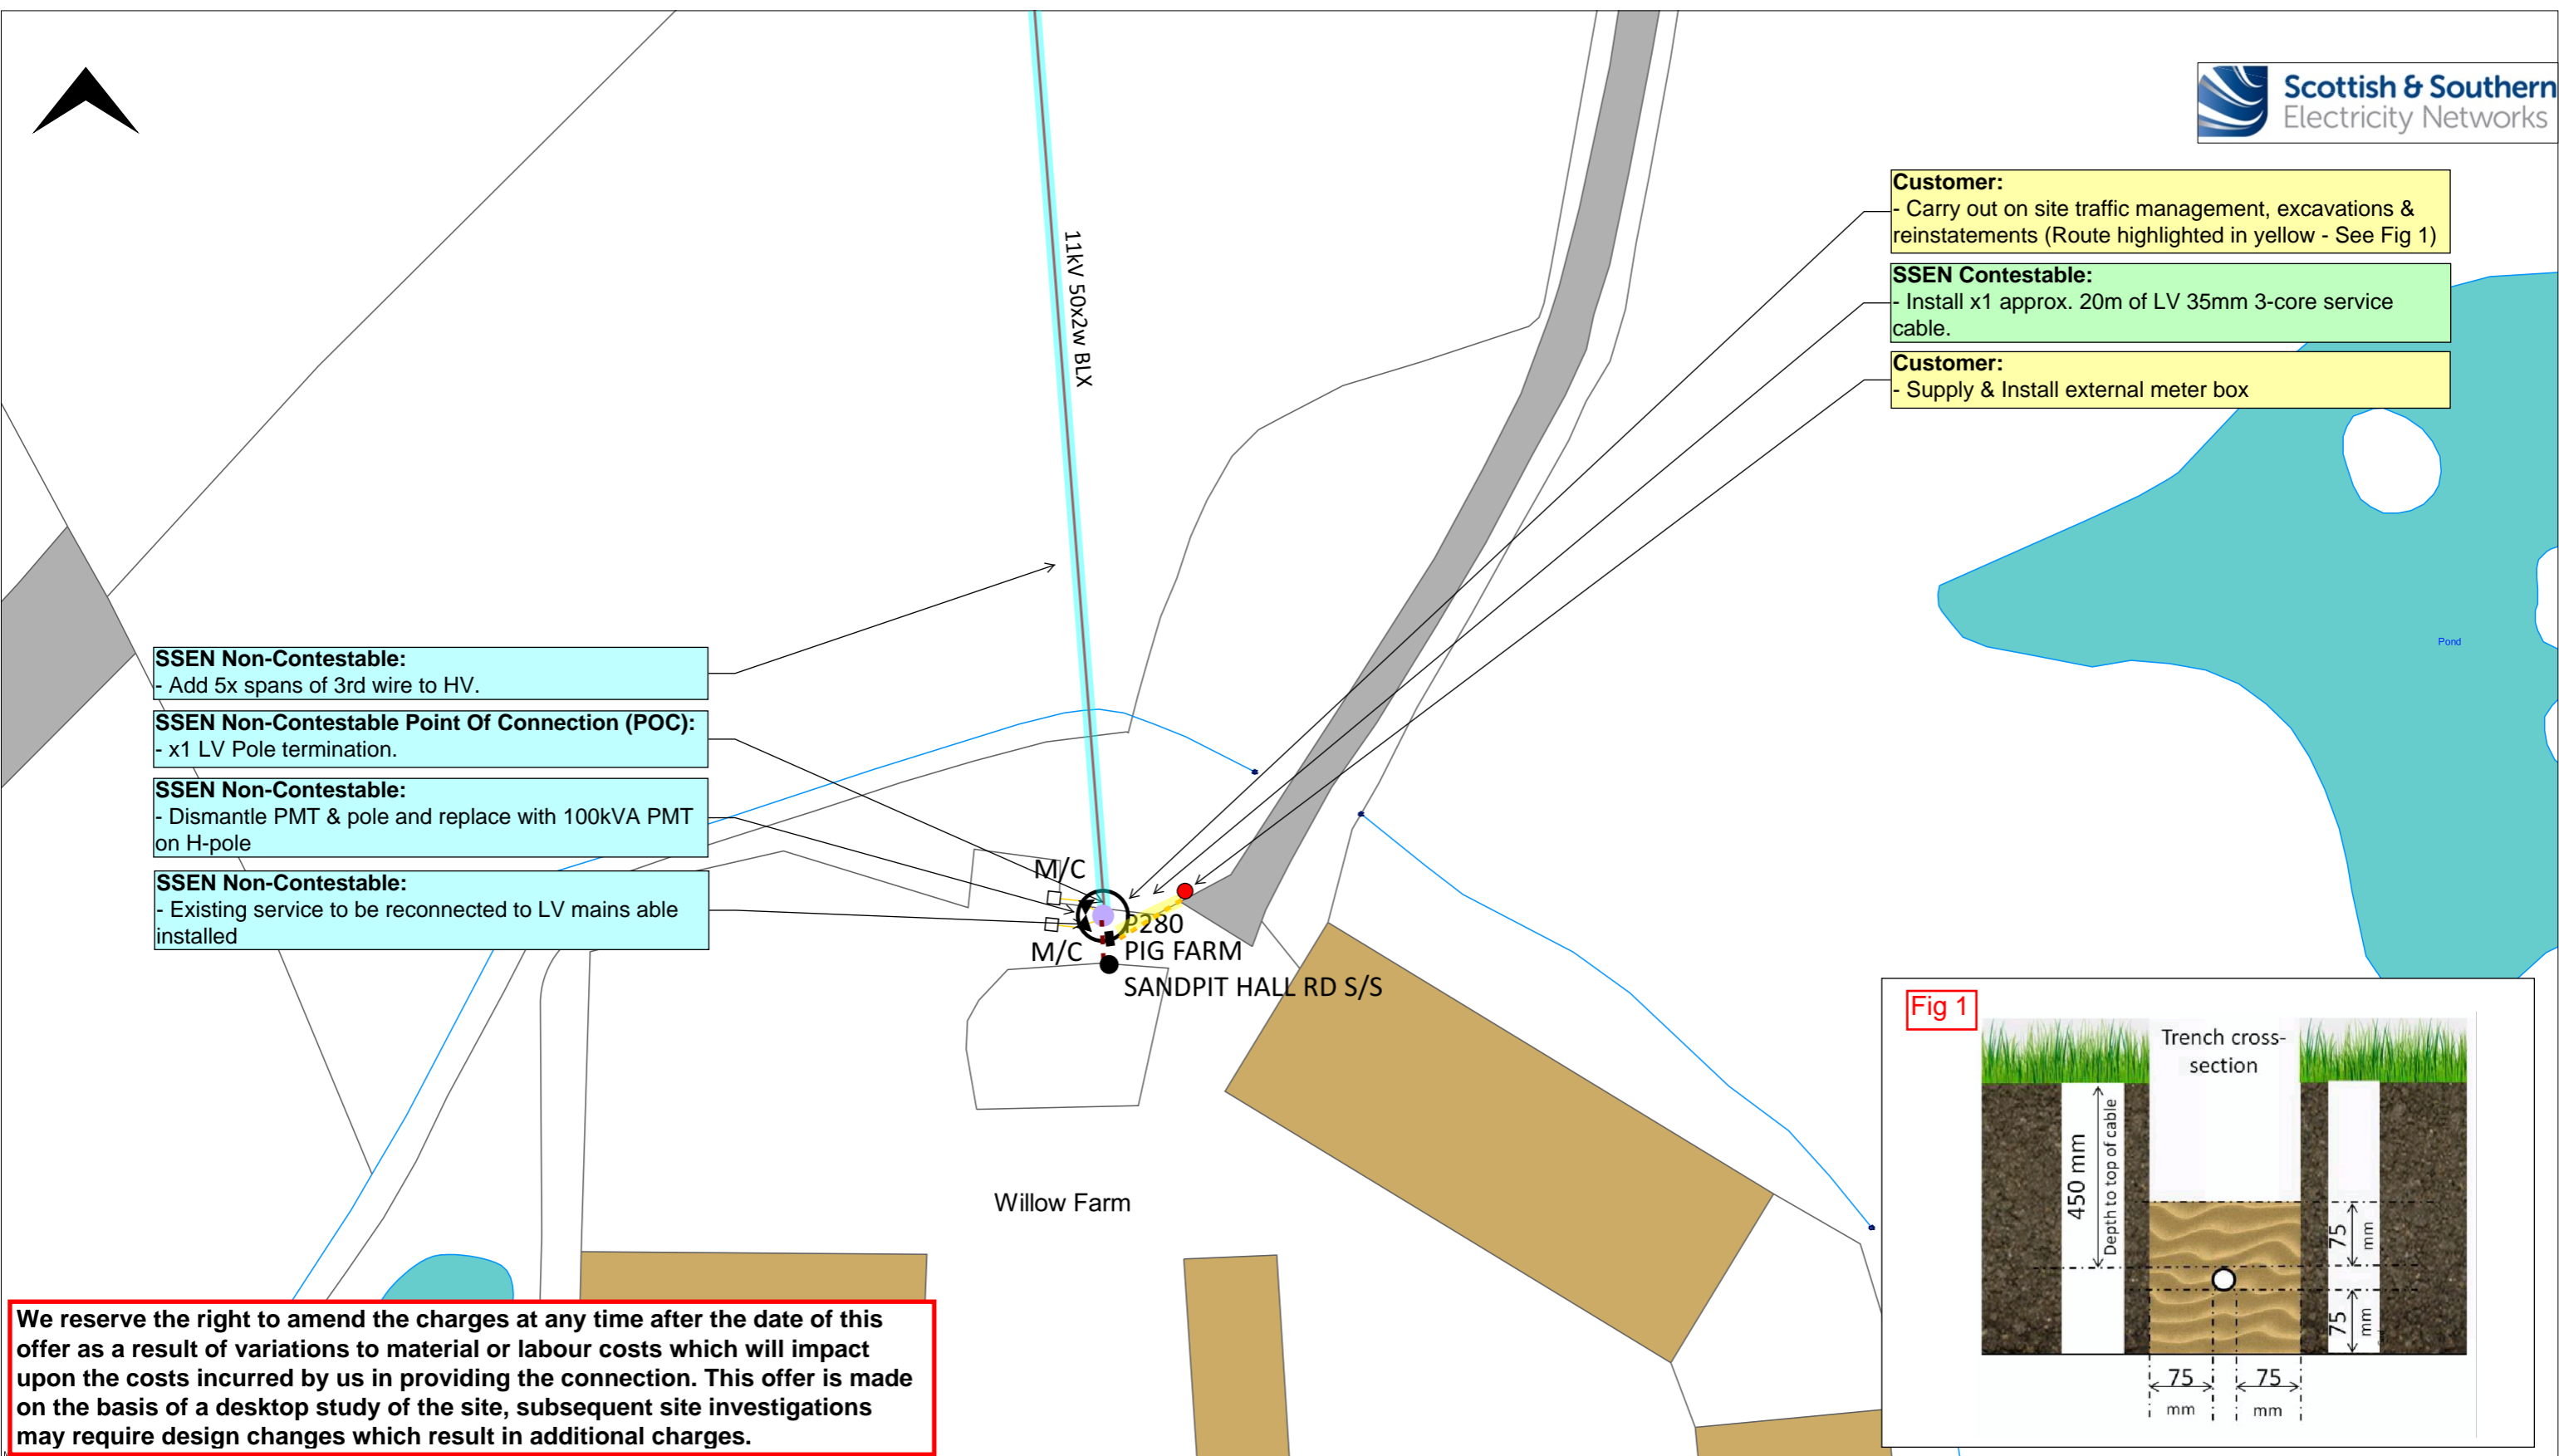 Scottish & Southern
Electricity Networks
Customer:
- Carry out on site traffic management, excavations &
reinstatements (Route highlighted in yellow - See Fig 1)
SSEN Contestable:
- Install x1 approx. 20m of LV 35mm 3-core service
cable.
Customer:
- Supply & Install external meter box
11kV 50x2w BLX
Pond
SSEN Non-Contestable:
- Add 5x spans of 3rd wire to HV.
SSEN Non-Contestable Point Of Connection (POC):
- x1 LV Pole termination.
SSEN Non-Contestable:
- Dismantle PMT & pole and replace with 100kVA PMT
on H-pole
SSEN Non-Contestable:
- Existing service to be reconnected to LV mains able
installed
M/C
M/C
P280
PIG FARM
SANDPIT HALL RD S/S
Willow Farm
Fig 1
Trench cross-
section
450 mm
Depth to top of cable
75
mm
75
mm
75
mm
75
mm
We reserve the right to amend the charges at any time after the date of this
offer as a result of variations to material or labour costs which will impact
upon the costs incurred by us in providing the connection. This offer is made
on the basis of a desktop study of the site, subsequent site investigations
may require design changes which result in additional charges.